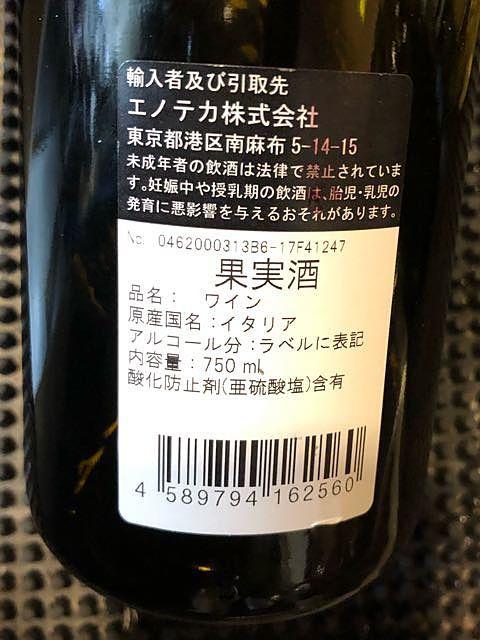 輸入者及び引取先
エノテカ株式会社
東京都港区南麻布5-14-15
未成年者の飲酒は法律で禁止されていま
す。妊娠中や授乳期の飲酒は、胎児・乳児の
発育に悪影響を与えるおそれがあります。
No: 0462000313B6-17F41247
果実酒
品名： ワイン
原産国名：イタリア
アルコール分：ラベルに表記
内容量：750 ml
酸化防止剤(亜硫酸塩)含有
4 589794 162560